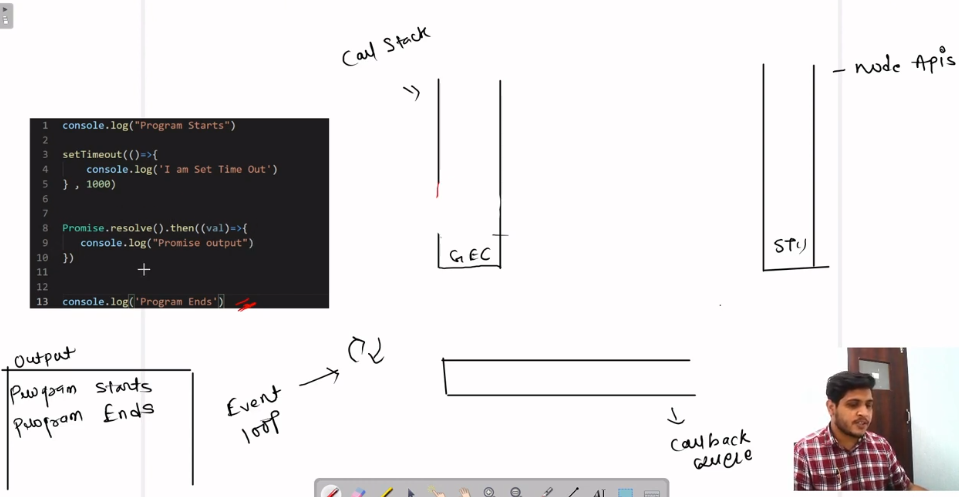 Call Stack
Node Apis
1 console.log("Program Starts")
2
3 setTimeout(()=>{
4 console.log('I am Set Time Out')
5 } , 1000)
6
7
8 Promise.resolve().then((val)=>{
9 console.log("Promise output")
10 })
11
12
13 console.log('Program Ends')
GEC
Output
Program Starts
Program Ends
Event
loop
Callback
Queue